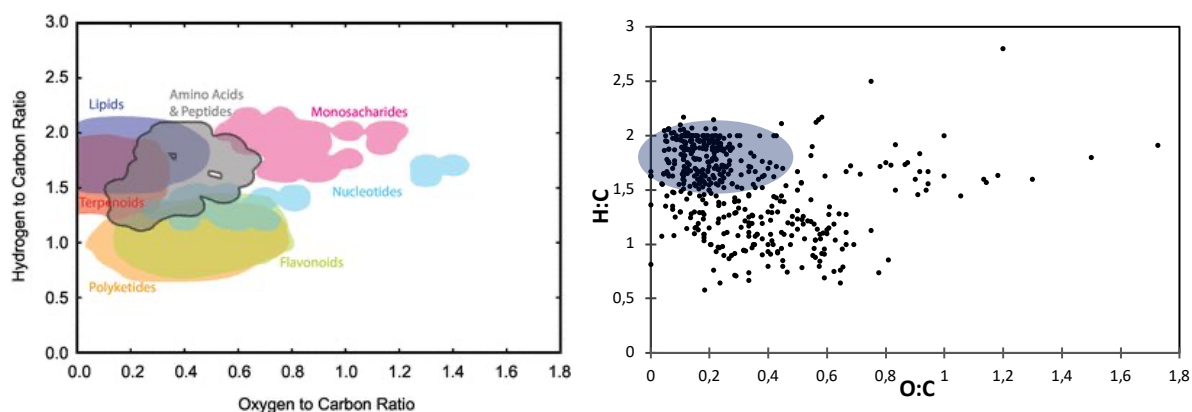 Hydrogen to Carbon Ratio
3.0
2.5
2.0
1.5
1.0
0.5
0.0
Lipids
Amino Acids
& Peptides
Monosacharides
Nucleotides
Terpenoids
Flavonoids
Polyketides
0.0 0.2 0.4 0.6 0.8 1.0 1.2 1.4 1.6 1.8
Oxygen to Carbon Ratio
H:C
3
2,5
2
1,5
1
0,5
0
0 0,2 0,4 0,6 0,8 1 1,2 1,4 1,6 1,8
O:C